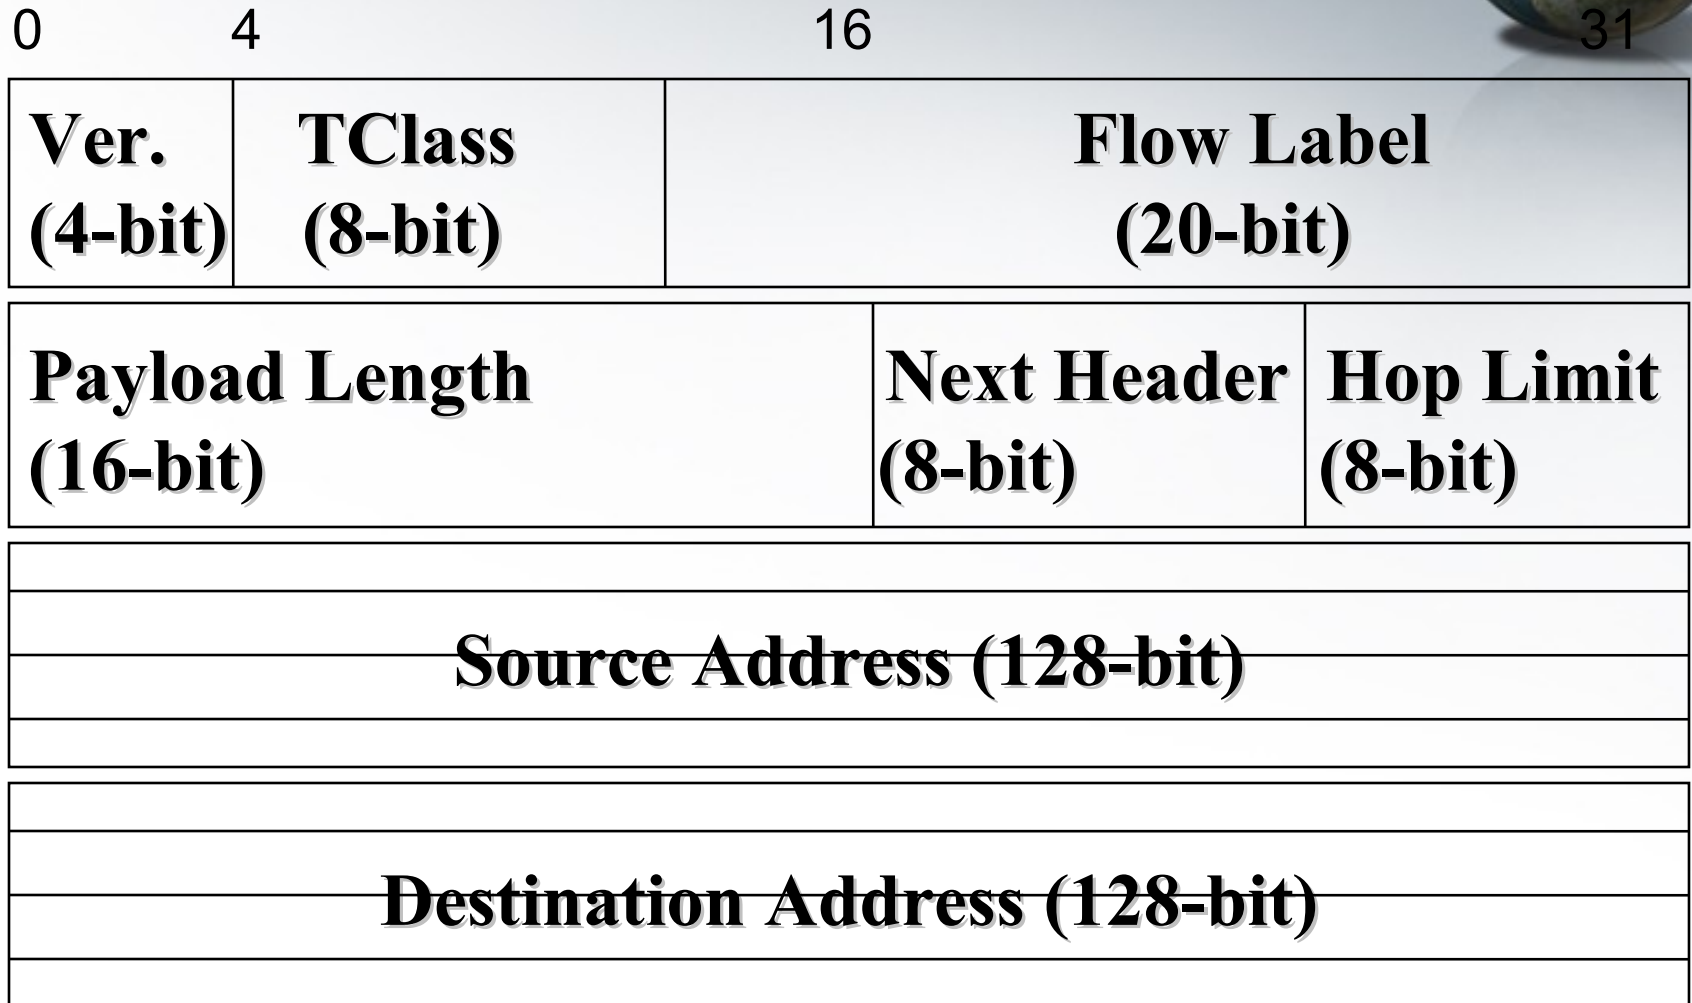 0 4 16 31
Ver. TClass Flow Label
(4-bit) (8-bit) (20-bit)
Payload Length Next Header Hop Limit
(16-bit) (8-bit) (8-bit)
Source Address (128-bit)
Destination Address (128-bit)